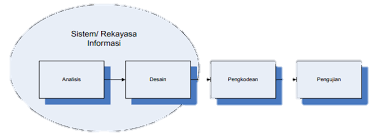 Sistem/ Rekayasa
Informasi
Analisis
Desain
Pengkodean
Pengujian